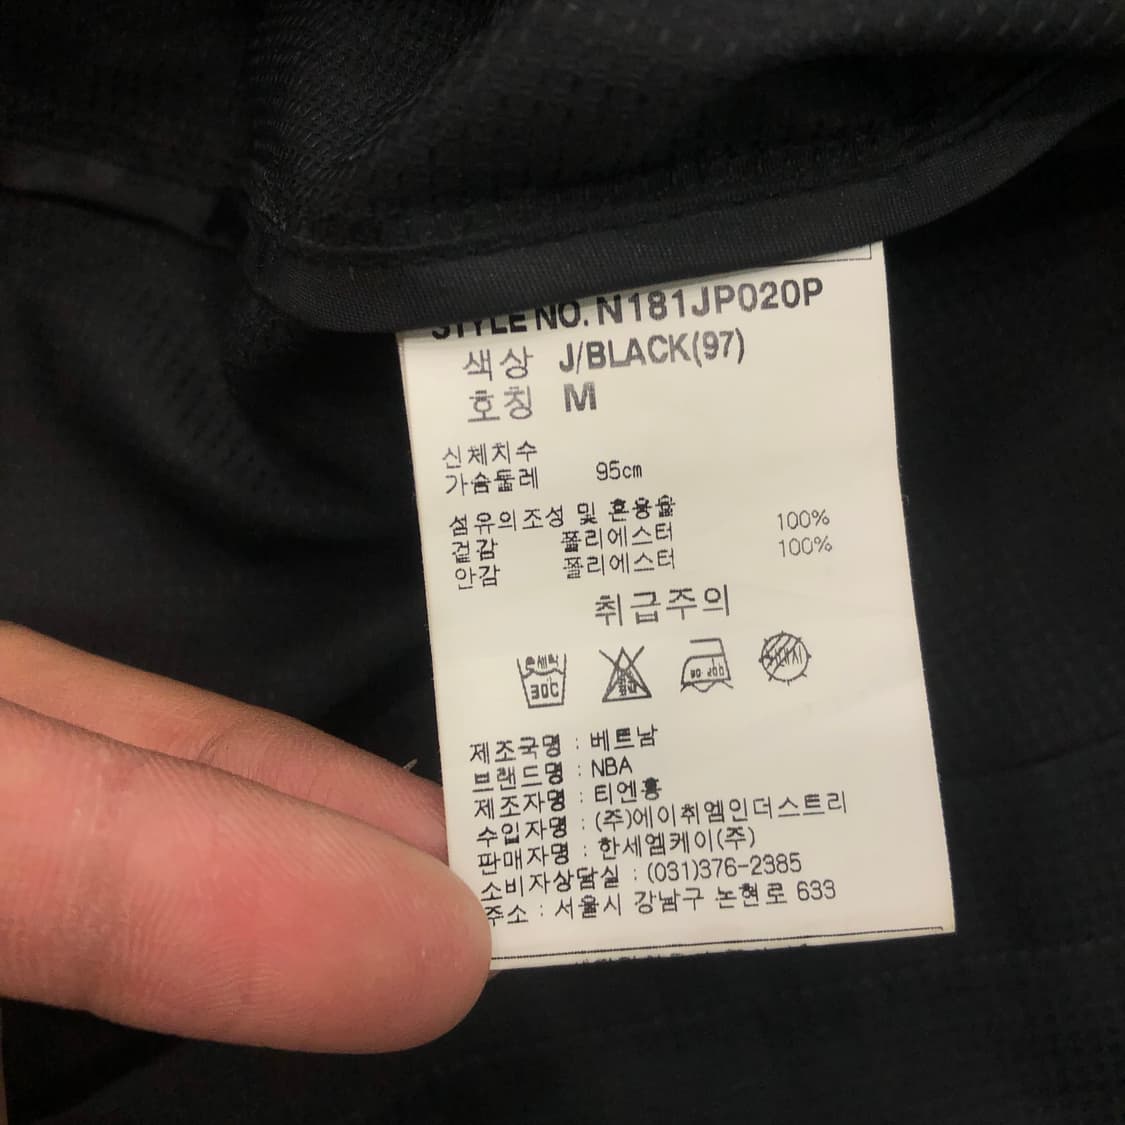 STYLE NO. N181JP020P
색상 J/BLACK(97)
호칭 M
신체치수
가슴둘레 95cm
섬유의조성 및 혼용율
겉감 폴리에스터 100%
안감 폴리에스터 100%
취급주의
30℃
제조국명 : 베트남
브랜드명 : NBA
제조자명 : 티엔흥
수입자명 : (주)에이취엠인더스트리
판매자명 : 한세엠케이(주)
소비자상담실 : (031)376-2385
주소 : 서울시 강남구 논현로 633